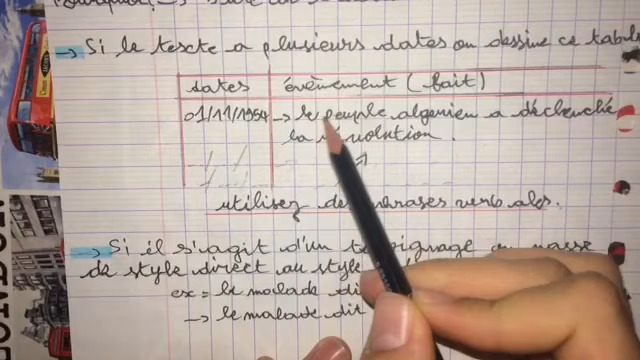 → Si le texte a plusieurs dates on dessine ce
dates évènement (fait)
01/11/1954 → le peuple algerien a déclenché
la révolution.
utilisez des phrases verbales.
→ Si il s'agit d'un témoignage on passe
de style direct au style
ex = le malade
→ le malade dit
LONDON